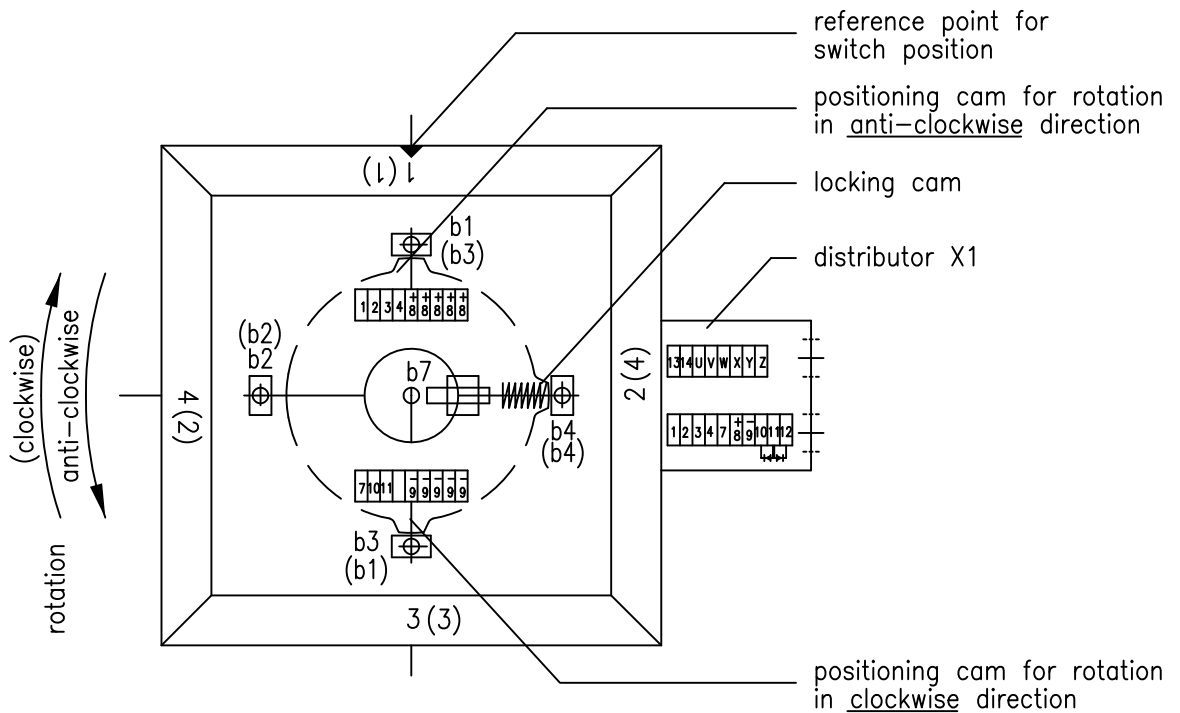 reference point for
switch position
positioning cam for rotation
in anti-clockwise direction
locking cam
distributor X1
1 (1)
b1
(b3)
1 2 3 4 +8 +8 +8 +8 +8
(b2)
b2
b7
b4
(b4)
4 (2)
2 (4)
13 14 U V W X Y Z
1 2 3 4 7 +8 -9 10 11 12
7 10 11 -9 -9 -9 -9 -9
b3
(b1)
3 (3)
(clockwise)
anti-clockwise
rotation
positioning cam for rotation
in clockwise direction